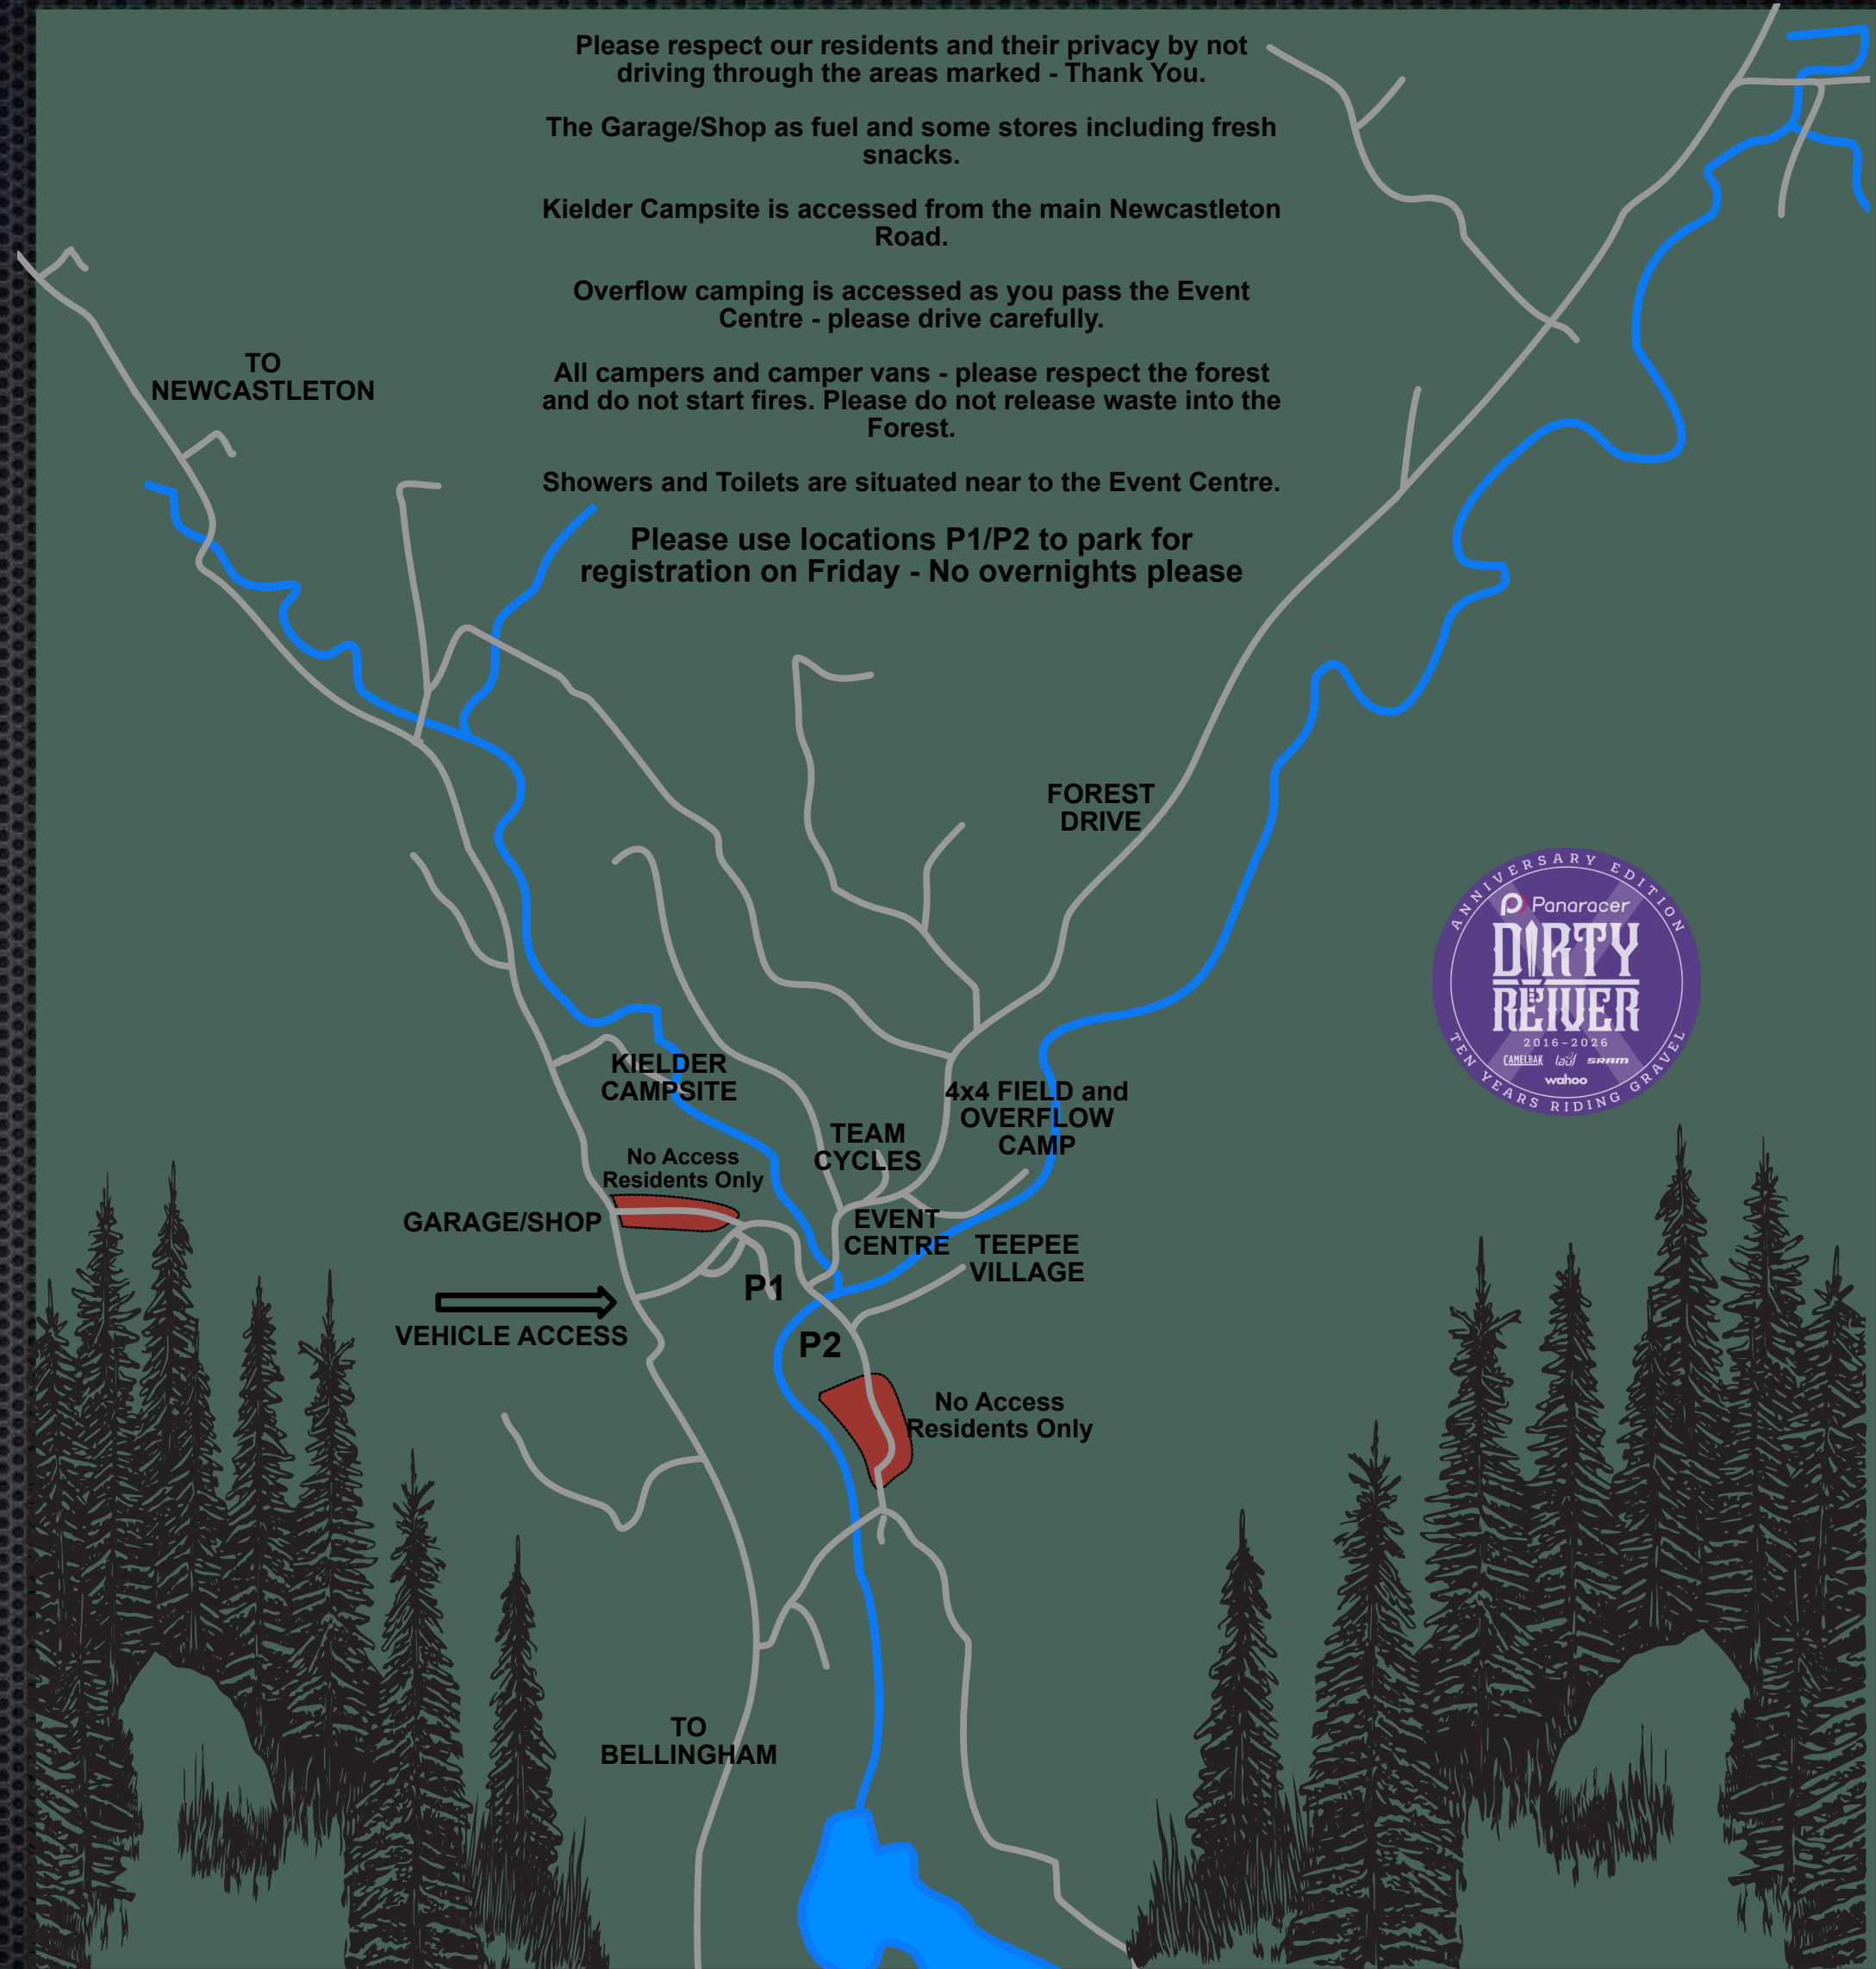 Please respect our residents and their privacy by not
driving through the areas marked - Thank You.
The Garage/Shop as fuel and some stores including fresh
snacks.
Kielder Campsite is accessed from the main Newcastleton
Road.
Overflow camping is accessed as you pass the Event
Centre - please drive carefully.
All campers and camper vans - please respect the forest
and do not start fires. Please do not release waste into the
Forest.
Showers and Toilets are situated near to the Event Centre.
Please use locations P1/P2 to park for
registration on Friday - No overnights please
TO
NEWCASTLETON
FOREST
DRIVE
ANNIVERSARY EDITION
Panaracer
DIRTY
REIVER
2016-2026
CAMELBAK lauf SRAM
wahoo
TEN YEARS RIDING GRAVEL
KIELDER
CAMPSITE
4x4 FIELD and
OVERFLOW
CAMP
TEAM
CYCLES
No Access
Residents Only
GARAGE/SHOP
EVENT
CENTRE
TEEPEE
VILLAGE
P1
VEHICLE ACCESS
P2
No Access
Residents Only
TO
BELLINGHAM